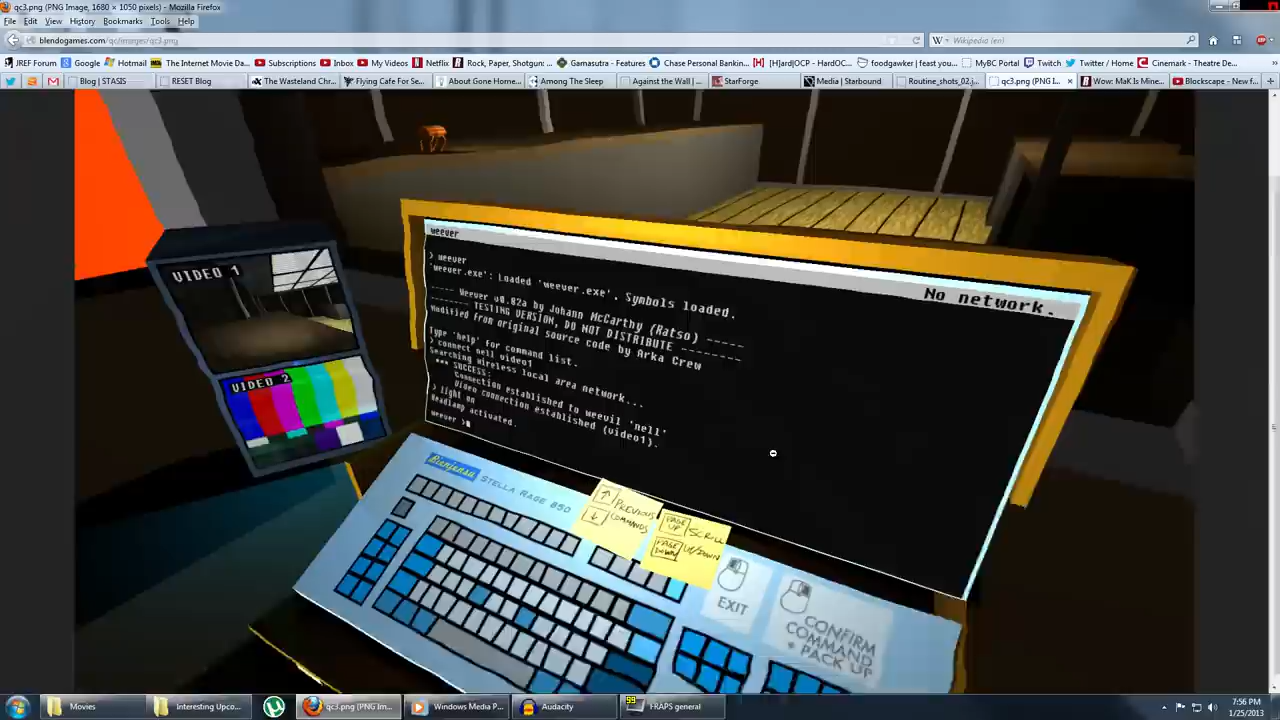 qc3.png (PNG Image, 1680 × 1050 pixels) - Mozilla Firefox
File Edit View History Bookmarks Tools Help
blendogames.com/qc/images/qc3.png
Wikipedia (en)
JREF Forum Google Hotmail The Internet Movie Da... Subscriptions Inbox My Videos Netflix Rock, Paper, Shotgun:... Gamasutra - Features Chase Personal Banking... [H]ard|OCP foodgawker | feast you... MyBC Portal Twitch Twitter / Home Cinemark - Theatre De...
Blog | STASIS RESET Blog The Wasteland Chr... Flying Cafe For Se... About Gone Home... Among The Sleep Against the Wall |... StarForge Media | Starbound Routine_shots_02.j... qc3.png (PNG I... Wow: MaK Is Mine... Blockscape - New f...
VIDEO 1
VIDEO 2
weever
No network.
> weever
'weever.exe': Loaded 'weever.exe'. Symbols loaded.
----- Weever v0.82a by Johann McCarthy (Ratso) -----
-------- TESTING VERSION, DO NOT DISTRIBUTE --------
Modified from original source code by Arka Crew
Type 'help' for command list.
> connect nell video1
Searching wireless local area network...
*** SUCCESS:
Connection established to weevil 'nell'
Video connection established (video1).
> light on
Headlamp activated.
weever >
STELLA RAGE 850
↑ PREVIOUS
↓ COMMANDS
PAGE UP SCROLL
PAGE DOWN UP/DOWN
EXIT
CONFIRM
COMMAND
+ PACK UP
Movies Interesting Upco... qc3.png (PNG Im... Windows Media P... Audacity 99 FRAPS general
7:56 PM
1/25/2013